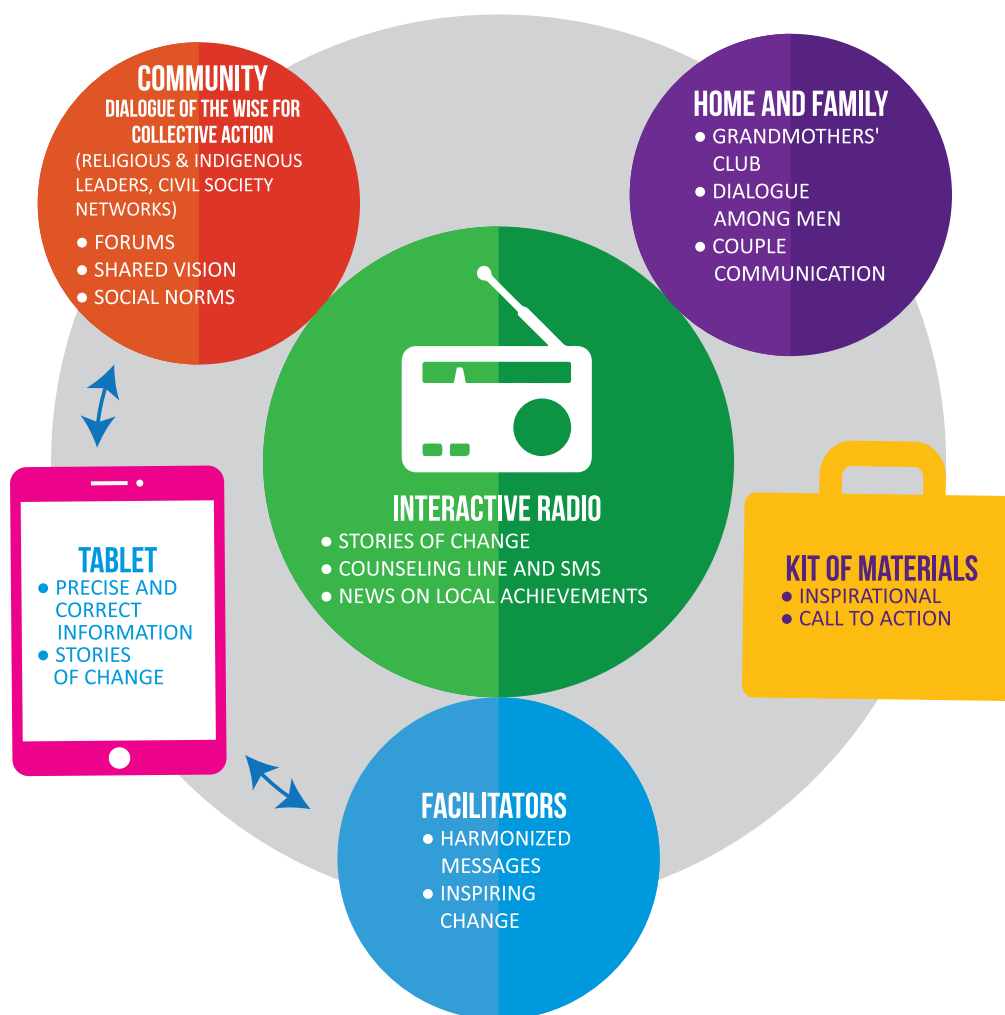 COMMUNITY
DIALOGUE OF THE WISE FOR
COLLECTIVE ACTION
(RELIGIOUS & INDIGENOUS
LEADERS, CIVIL SOCIETY
NETWORKS)
● FORUMS
● SHARED VISION
● SOCIAL NORMS
HOME AND FAMILY
● GRANDMOTHERS'
CLUB
● DIALOGUE
AMONG MEN
● COUPLE
COMMUNICATION
INTERACTIVE RADIO
● STORIES OF CHANGE
● COUNSELING LINE AND SMS
● NEWS ON LOCAL ACHIEVEMENTS
TABLET
● PRECISE AND
CORRECT
INFORMATION
● STORIES
OF CHANGE
KIT OF MATERIALS
● INSPIRATIONAL
● CALL TO ACTION
FACILITATORS
● HARMONIZED
MESSAGES
● INSPIRING
CHANGE